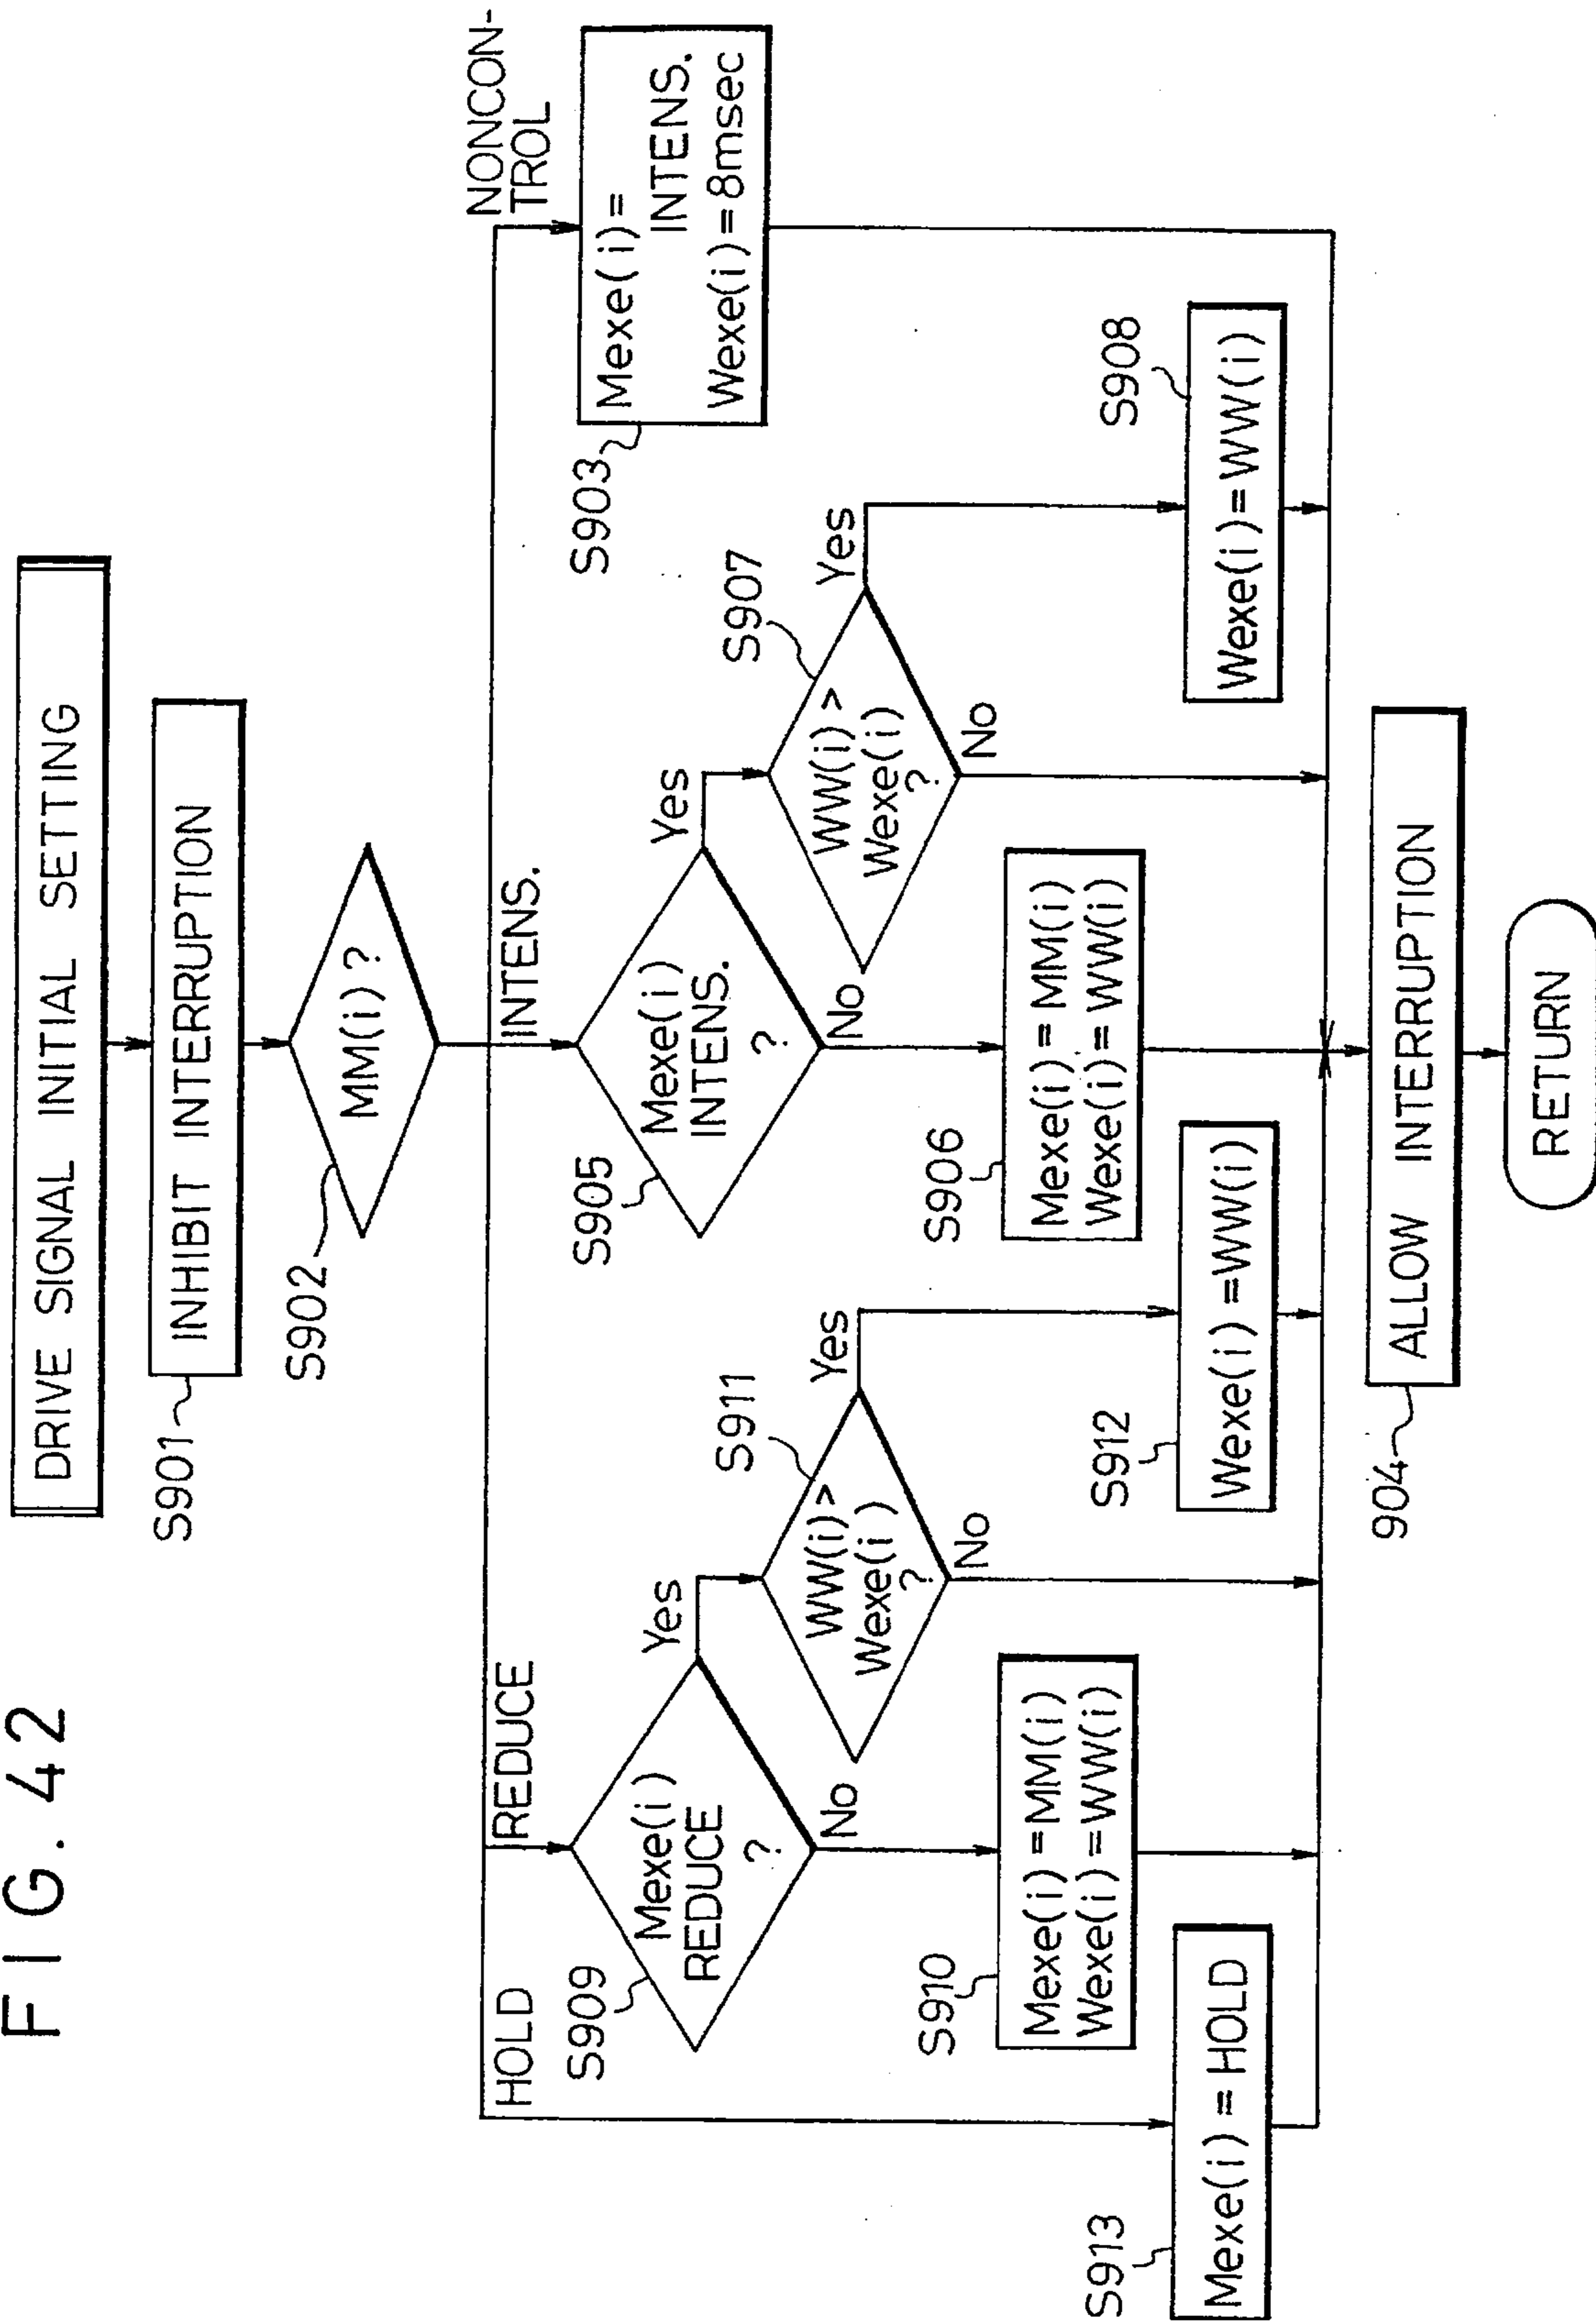 FIG. 42
DRIVE SIGNAL INITIAL SETTING
S901
INHIBIT INTERRUPTION
S902
MM(i)?
HOLD
REDUCE
INTENS.
NONCON-
TROL
S909
Mexe(i)
REDUCE
?
Yes
No
S905
Mexe(i)
INTENS.
?
Yes
No
S903
Mexe(i)=
INTENS.
Wexe(i)=8msec
S911
WW(i)>
Wexe(i)
?
Yes
No
S907
WW(i)>
Wexe(i)
?
Yes
No
S910
Mexe(i)=MM(i)
Wexe(i)=WW(i)
S906
Mexe(i)=MM(i)
Wexe(i)=WW(i)
S913
Mexe(i)=HOLD
S912
Wexe(i)=WW(i)
S908
Wexe(i)=WW(i)
904
ALLOW INTERRUPTION
RETURN